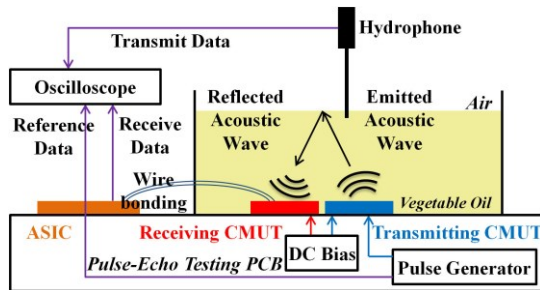 Transmit Data
Hydrophone
Oscilloscope
Reflected
Acoustic
Wave
Emitted
Acoustic
Wave
Air
Reference
Data
Receive
Data
Wire
bonding
Vegetable Oil
ASIC
Receiving CMUT
Transmitting CMUT
DC Bias
Pulse-Echo Testing PCB
Pulse Generator